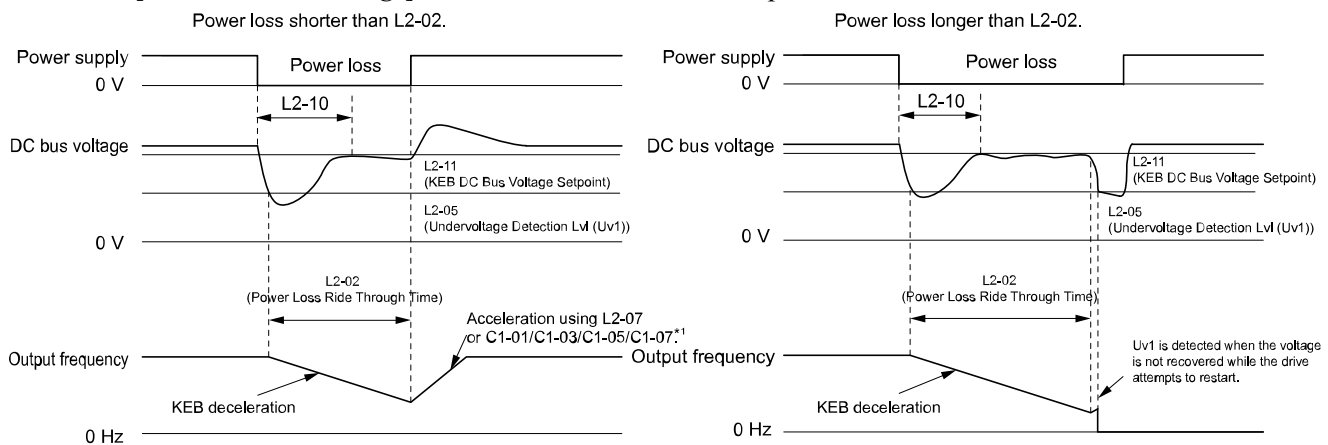 Power loss shorter than L2-02.
Power supply
Power loss
0 V
L2-10
DC bus voltage
L2-11
(KEB DC Bus Voltage Setpoint)
L2-05
(Undervoltage Detection Lvl (Uv1))
0 V
L2-02
(Power Loss Ride Through Time)
Acceleration using L2-07
or C1-01/C1-03/C1-05/C1-07.*1
Output frequency
KEB deceleration
0 Hz
Power loss longer than L2-02.
Power supply
Power loss
0 V
L2-10
DC bus voltage
L2-11
(KEB DC Bus Voltage Setpoint)
L2-05
(Undervoltage Detection Lvl (Uv1))
0 V
L2-02
(Power Loss Ride Through Time)
Uv1 is detected when the voltage
is not recovered while the drive
attempts to restart.
Output frequency
KEB deceleration
0 Hz